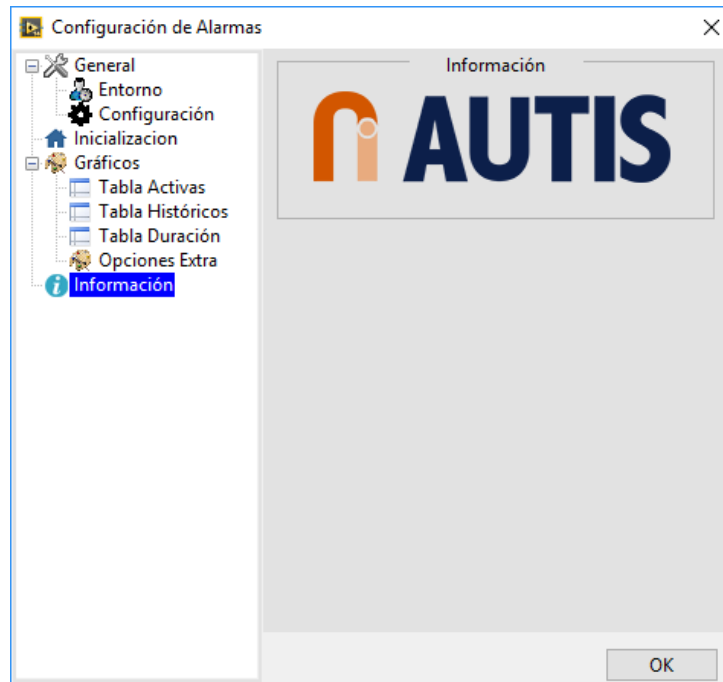 Configuración de Alarmas
General
Entorno
Configuración
Inicializacion
Gráficos
Tabla Activas
Tabla Históricos
Tabla Duración
Opciones Extra
Información
Información
AUTIS
OK